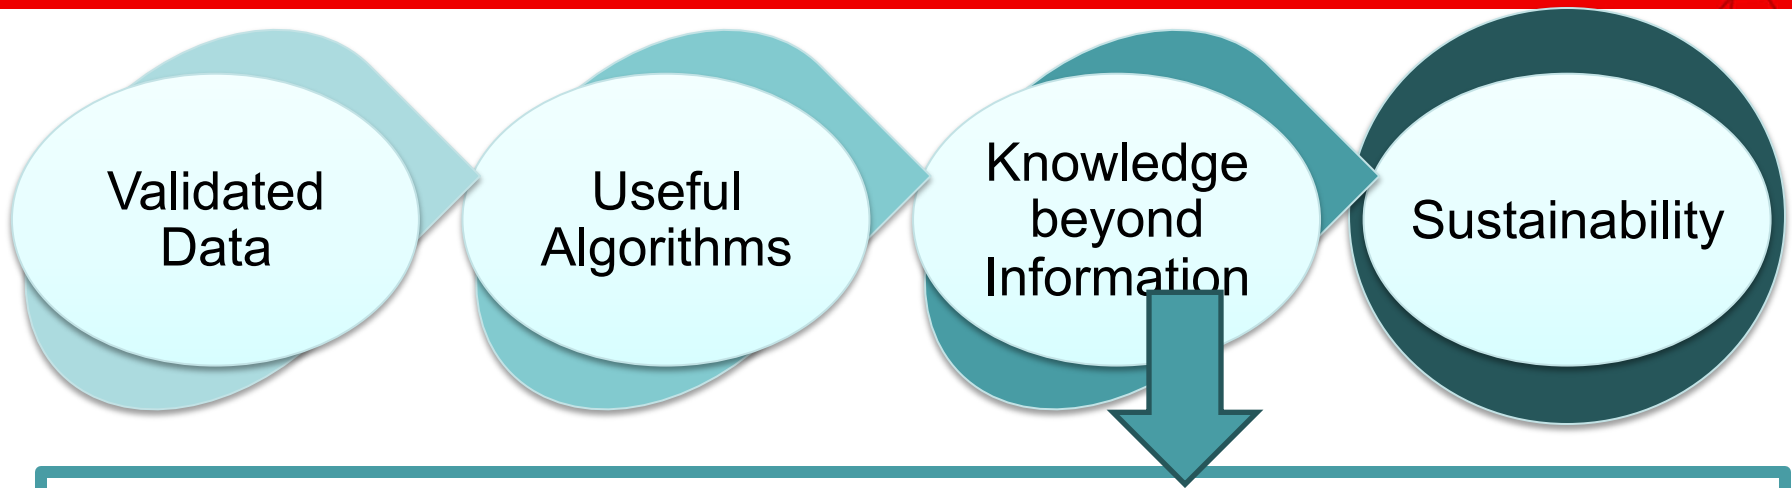 Validated
Data
Useful
Algorithms
Knowledge
beyond
Information
Sustainability